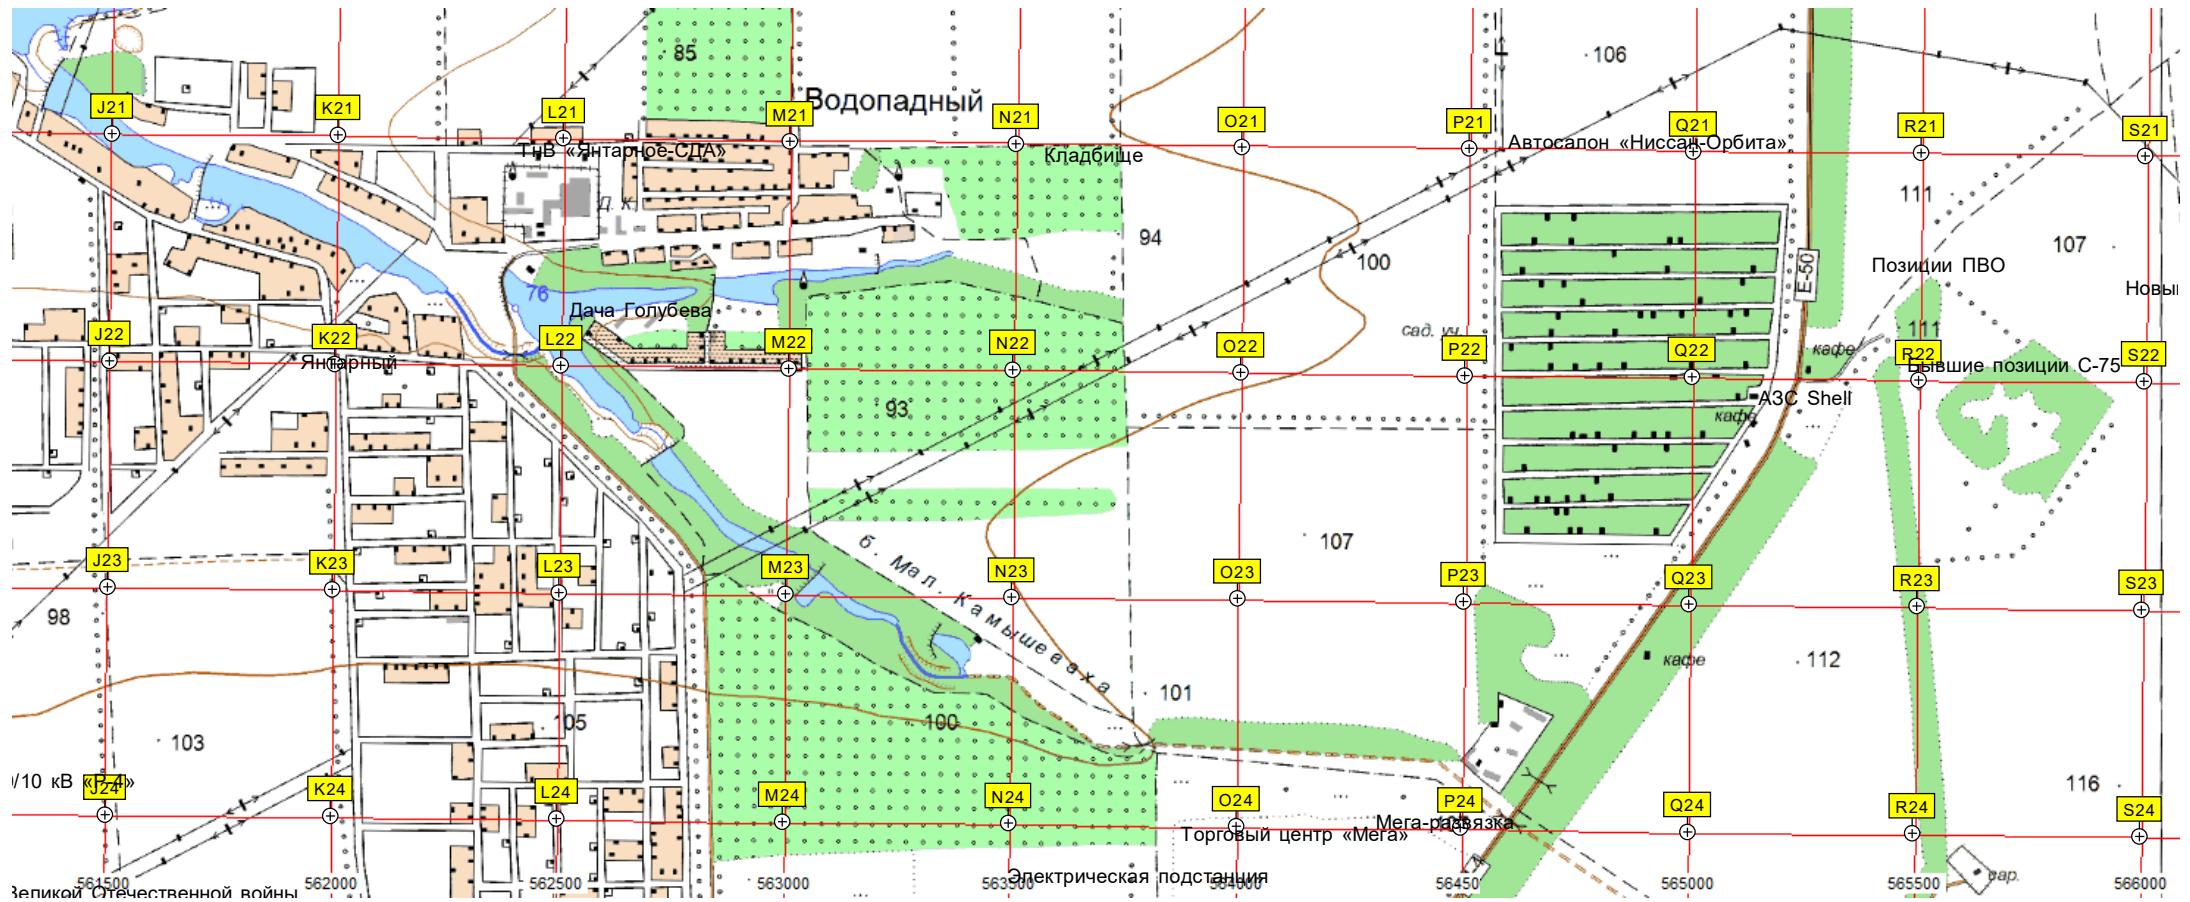 85
106
Водопадный
J21
K21
L21
M21
N21
O21
P21
Q21
R21
S21
ТнВ «Янтарное-СДА»
Кладбище
Автосалон «Ниссан-Орбита»
111
Д. К.
94
107
100
E-50
Позиции ПВО
76
Новы
Дача Голубева
111
сад. уч.
кафе
J22
K22
L22
M22
N22
O22
P22
Q22
R22
S22
Янтарный
Бывшие позиции С-75
АЗС Shell
93
кафе
107
б. Мал. Камышеваха
J23
K23
L23
M23
N23
O23
P23
Q23
R23
S23
98
кафе
112
101
105
100
103
/10 кВ «Р-4»
116
J24
K24
L24
M24
N24
O24
P24
Q24
R24
S24
Мега-развязка
Торговый центр «Мега»
Электрическая подстанция
сар.
561500
562000
562500
563000
563500
564000
56450
565000
565500
566000
Великой Отечественной войны